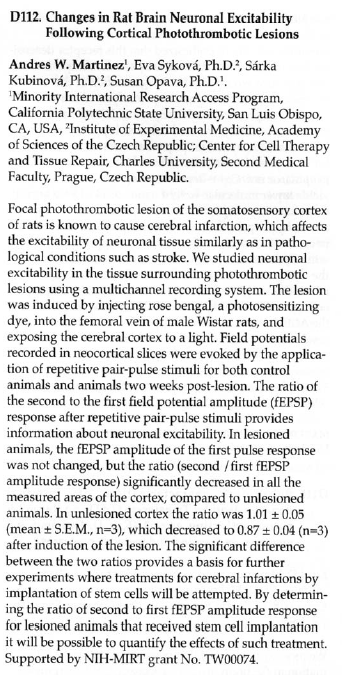 D112. Changes in Rat Brain Neuronal Excitability
Following Cortical Photothrombotic Lesions
Andres W. Martinez¹, Eva Syková, Ph.D.², Sárka
Kubinová, Ph.D.², Susan Opava, Ph.D.¹.
¹Minority International Research Access Program,
California Polytechnic State University, San Luis Obispo,
CA, USA, ²Institute of Experimental Medicine, Academy
of Sciences of the Czech Republic; Center for Cell Therapy
and Tissue Repair, Charles University, Second Medical
Faculty, Prague, Czech Republic.
Focal photothrombotic lesion of the somatosensory cortex
of rats is known to cause cerebral infarction, which affects
the excitability of neuronal tissue similarly as in patho-
logical conditions such as stroke. We studied neuronal
excitability in the tissue surrounding photothrombotic
lesions using a multichannel recording system. The lesion
was induced by injecting rose bengal, a photosensitizing
dye, into the femoral vein of male Wistar rats, and
exposing the cerebral cortex to a light. Field potentials
recorded in neocortical slices were evoked by the applica-
tion of repetitive pair-pulse stimuli for both control
animals and animals two weeks post-lesion. The ratio of
the second to the first field potential amplitude (fEPSP)
response after repetitive pair-pulse stimuli provides
information about neuronal excitability. In lesioned
animals, the fEPSP amplitude of the first pulse response
was not changed, but the ratio (second /first fEPSP
amplitude response) significantly decreased in all the
measured areas of the cortex, compared to unlesioned
animals. In unlesioned cortex the ratio was 1.01 ± 0.05
(mean ± S.E.M., n=3), which decreased to 0.87 ± 0.04 (n=3)
after induction of the lesion. The significant difference
between the two ratios provides a basis for further
experiments where treatments for cerebral infarctions by
implantation of stem cells will be attempted. By determin-
ing the ratio of second to first fEPSP amplitude response
for lesioned animals that received stem cell implantation
it will be possible to quantify the effects of such treatment.
Supported by NIH-MIRT grant No. TW00074.